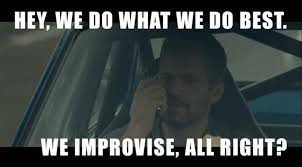 HEY, WE DO WHAT WE DO BEST.
WE IMPROVISE, ALL RIGHT?